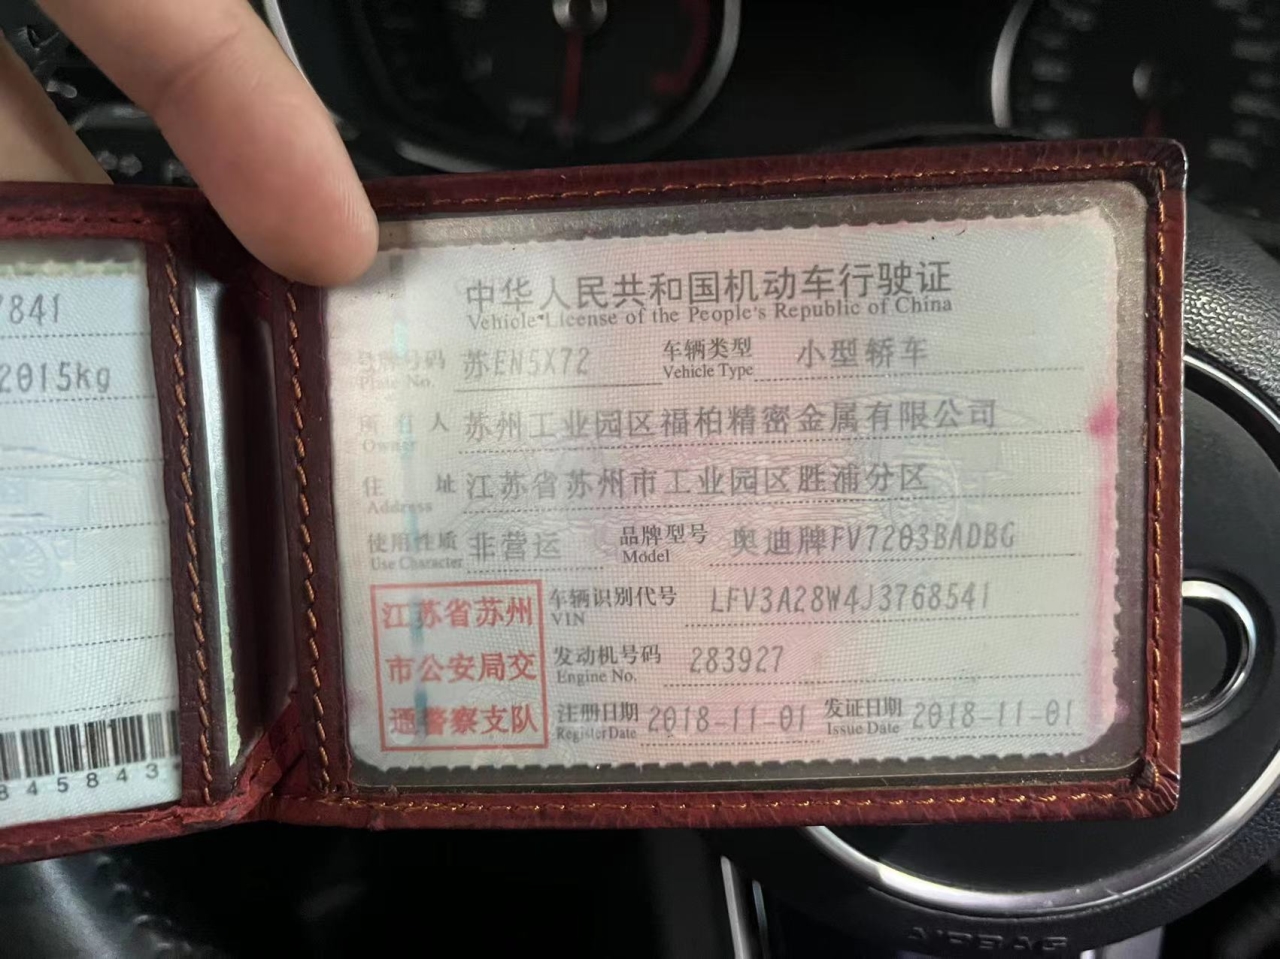 7841
2015kg
845843
中华人民共和国机动车行驶证
Vehicle License of the People's Republic of China
号牌号码 苏EN5X72 车辆类型 小型轿车
Plate No. Vehicle Type
所有人 苏州工业园区福柏精密金属有限公司
Owner
住址 江苏省苏州市工业园区胜浦分区
Address
使用性质 非营运 品牌型号 奥迪牌FV7203BADBG
Use Character Model
江苏省苏州
市公安局交
通警察支队
车辆识别代号 LFV3A28W4J3768541
VIN
发动机号码 283927
Engine No.
注册日期 2018-11-01 发证日期 2018-11-01
Register Date Issue Date
AIRBAG